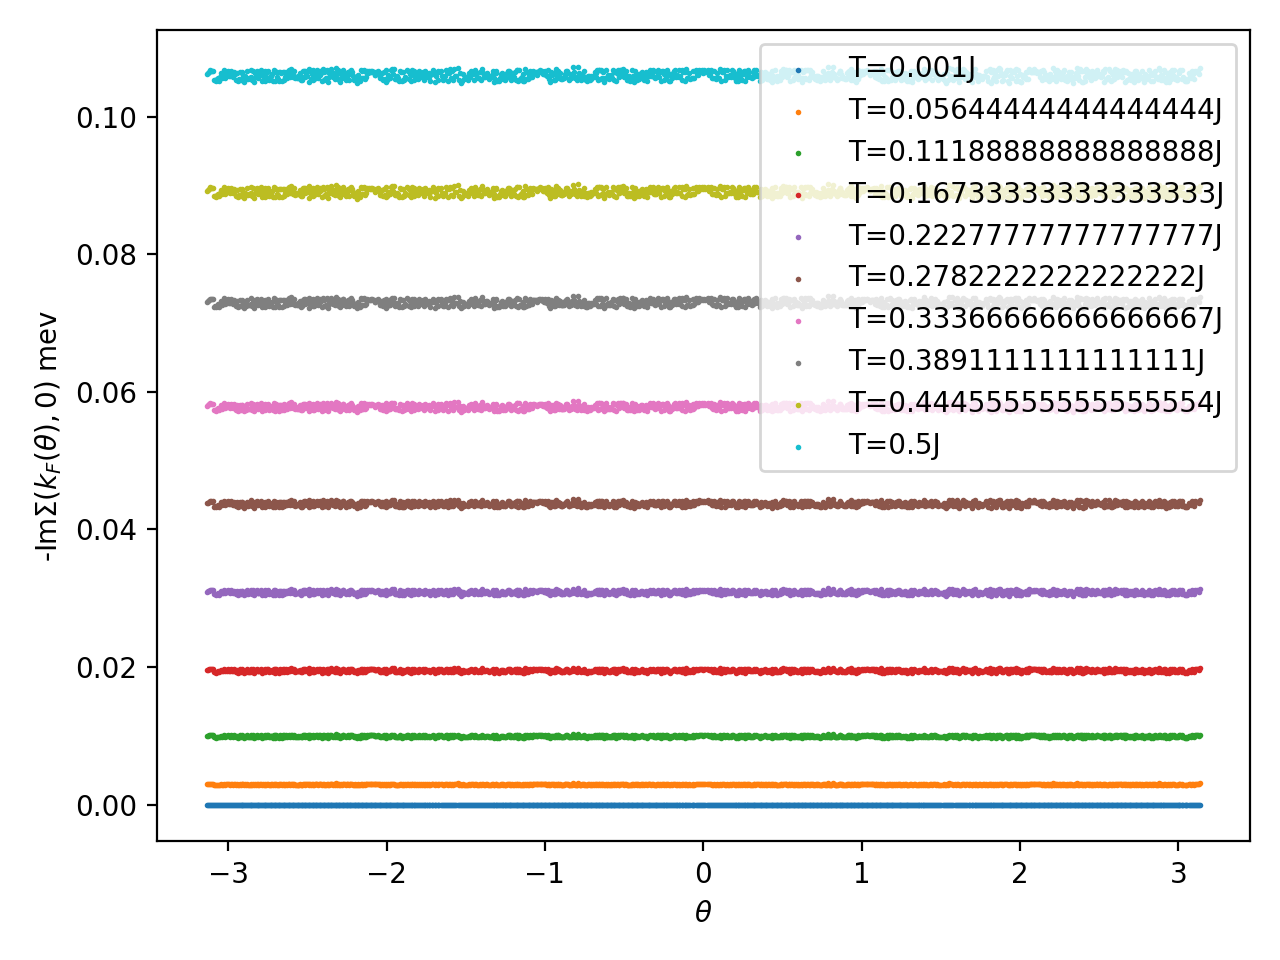 0.10
0.08
0.06
0.04
0.02
0.00
-ImΣ(k_F(θ), 0) mev
T=0.001J
T=0.05644444444444444J
T=0.11188888888888888J
T=0.16733333333333333J
T=0.22277777777777777J
T=0.2782222222222222J
T=0.33366666666666667J
T=0.3891111111111111J
T=0.44455555555555554J
T=0.5J
−3 −2 −1 0 1 2 3
θ